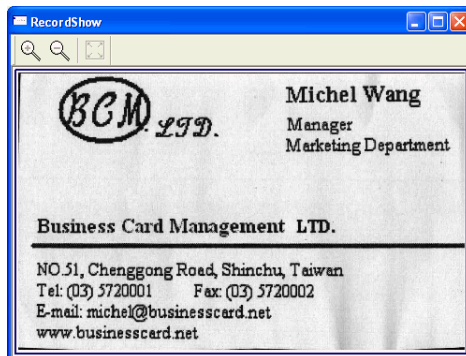 RecordShow
BCM. LTD.
Michel Wang
Manager
Marketing Department
Business Card Management LTD.
NO.51, Chenggong Road, Shinchu, Taiwan
Tel: (03) 5720001 Fax: (03) 5720002
E-mail: michel@businesscard.net
www.businesscard.net